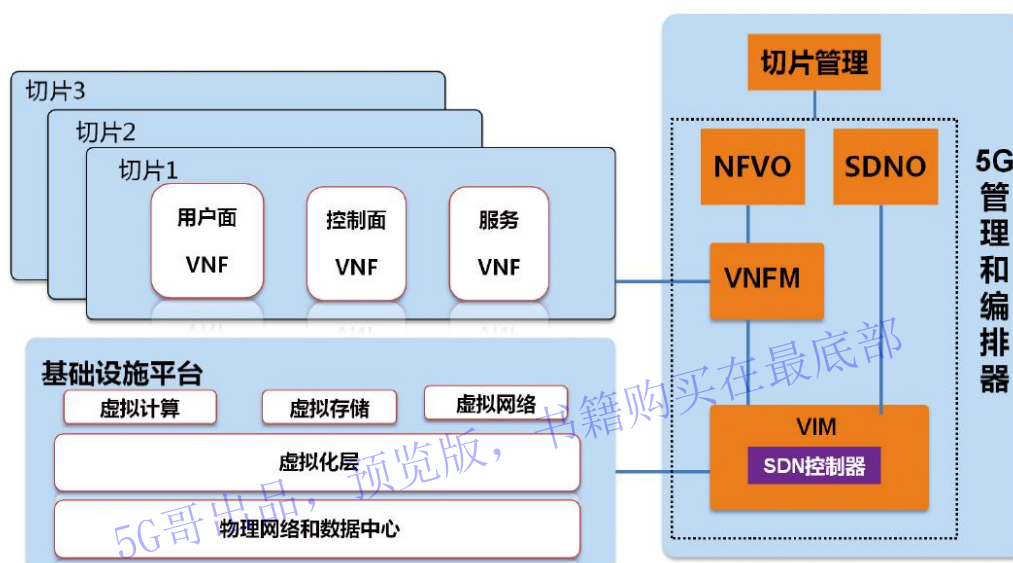 切片3
切片2
切片1
用户面
VNF
控制面
VNF
服务
VNF
基础设施平台
虚拟计算
虚拟存储
虚拟网络
虚拟化层
物理网络和数据中心
切片管理
NFVO
SDNO
VNFM
VIM
SDN控制器
5G
管
理
和
编
排
器
5G哥出品，预览版，书籍购买在最底部